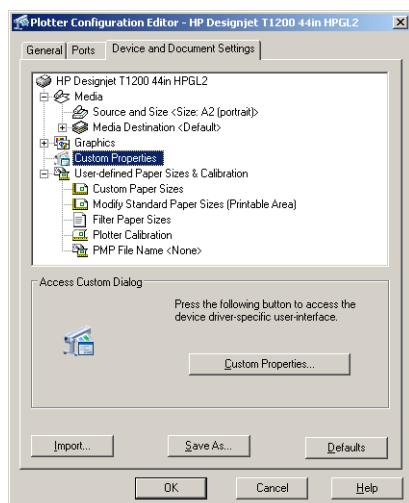 Plotter Configuration Editor - HP Designjet T1200 44in HPGL2
General Ports Device and Document Settings
HP Designjet T1200 44in HPGL2
Media
Source and Size <Size: A2 (portrait)>
Media Destination <Default>
Graphics
Custom Properties
User-defined Paper Sizes & Calibration
Custom Paper Sizes
Modify Standard Paper Sizes (Printable Area)
Filter Paper Sizes
Plotter Calibration
PMP File Name <None>
Access Custom Dialog
Press the following button to access the
device driver-specific user-interface.
Custom Properties...
Import... Save As... Defaults
OK Cancel Help